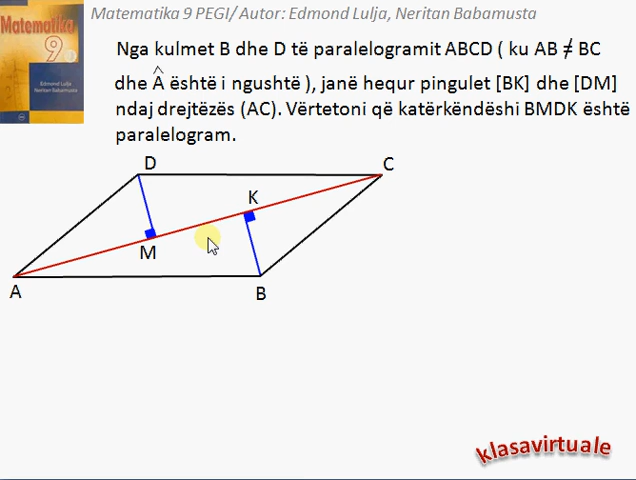 Matematika 9 PEGI/ Autor: Edmond Lulja, Neritan Babamusta
Matematika
9
Edmond Lulja
Neritan Babamusta
Nga kulmet B dhe D të paralelogramit ABCD ( ku AB ≠ BC
dhe Â është i ngushtë ), janë hequr pingulet [BK] dhe [DM]
ndaj drejtëzës (AC). Vërtetoni që katërkëndëshi BMDK është
paralelogram.
D
C
K
M
A
B
klasavirtuale